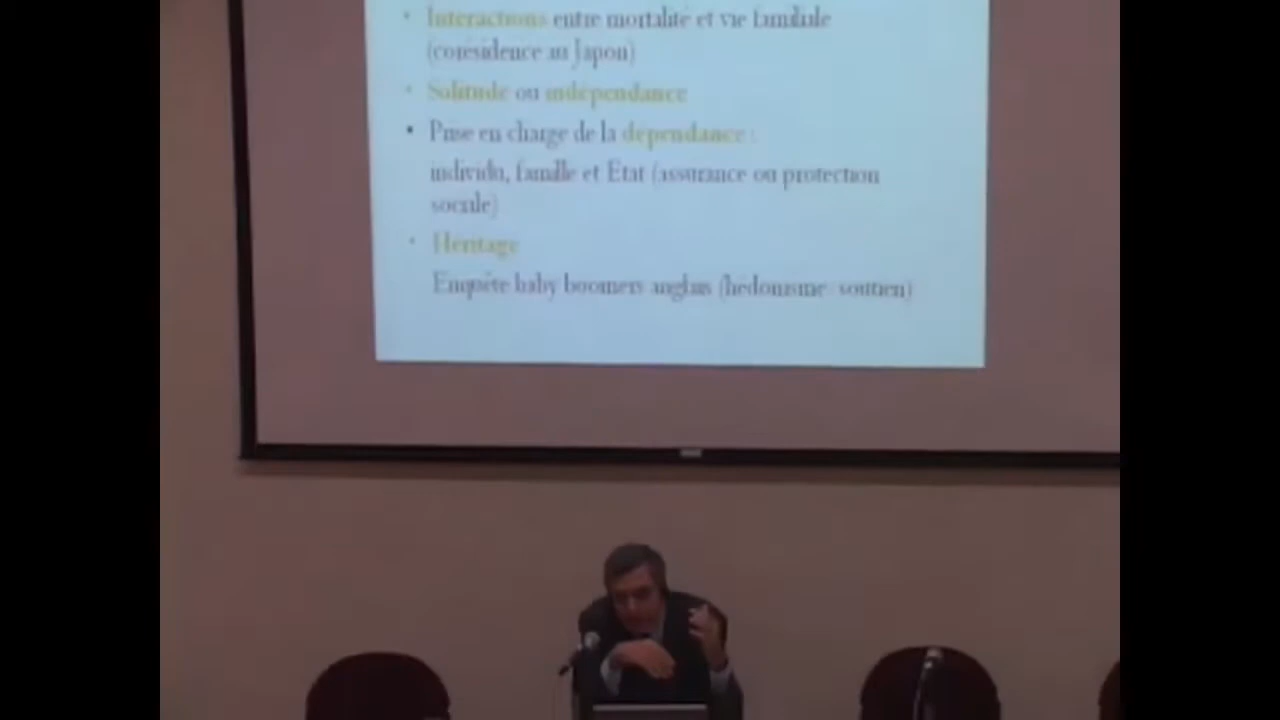 • Interactions entre mortalité et vie familiale
(corésidence au Japon)
• Solitude ou indépendance
• Prise en charge de la dépendance :
individu, famille et Etat (assurance ou protection
sociale)
• Héritage
Enquête baby boomers anglais (hédonisme soutien)